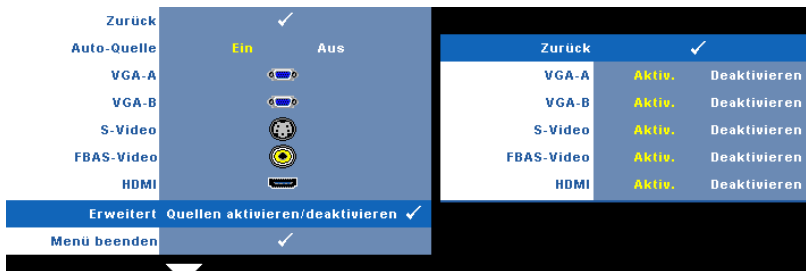 Zurück
Auto-Quelle Ein Aus
VGA-A
VGA-B
S-Video
FBAS-Video
HDMI
Erweitert Quellen aktivieren/deaktivieren
Menü beenden
Zurück
VGA-A Aktiv. Deaktivieren
VGA-B Aktiv. Deaktivieren
S-Video Aktiv. Deaktivieren
FBAS-Video Aktiv. Deaktivieren
HDMI Aktiv. Deaktivieren